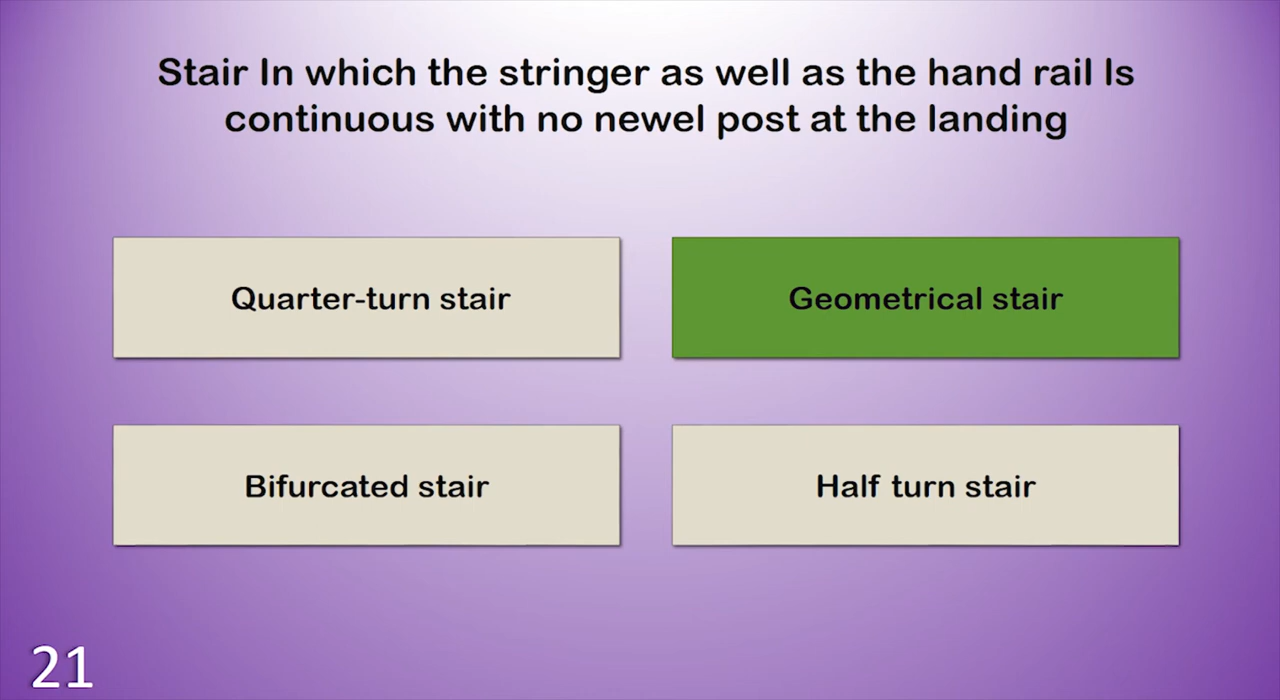 Stair In which the stringer as well as the hand rail Is
continuous with no newel post at the landing
Quarter-turn stair
Geometrical stair
Bifurcated stair
Half turn stair
21